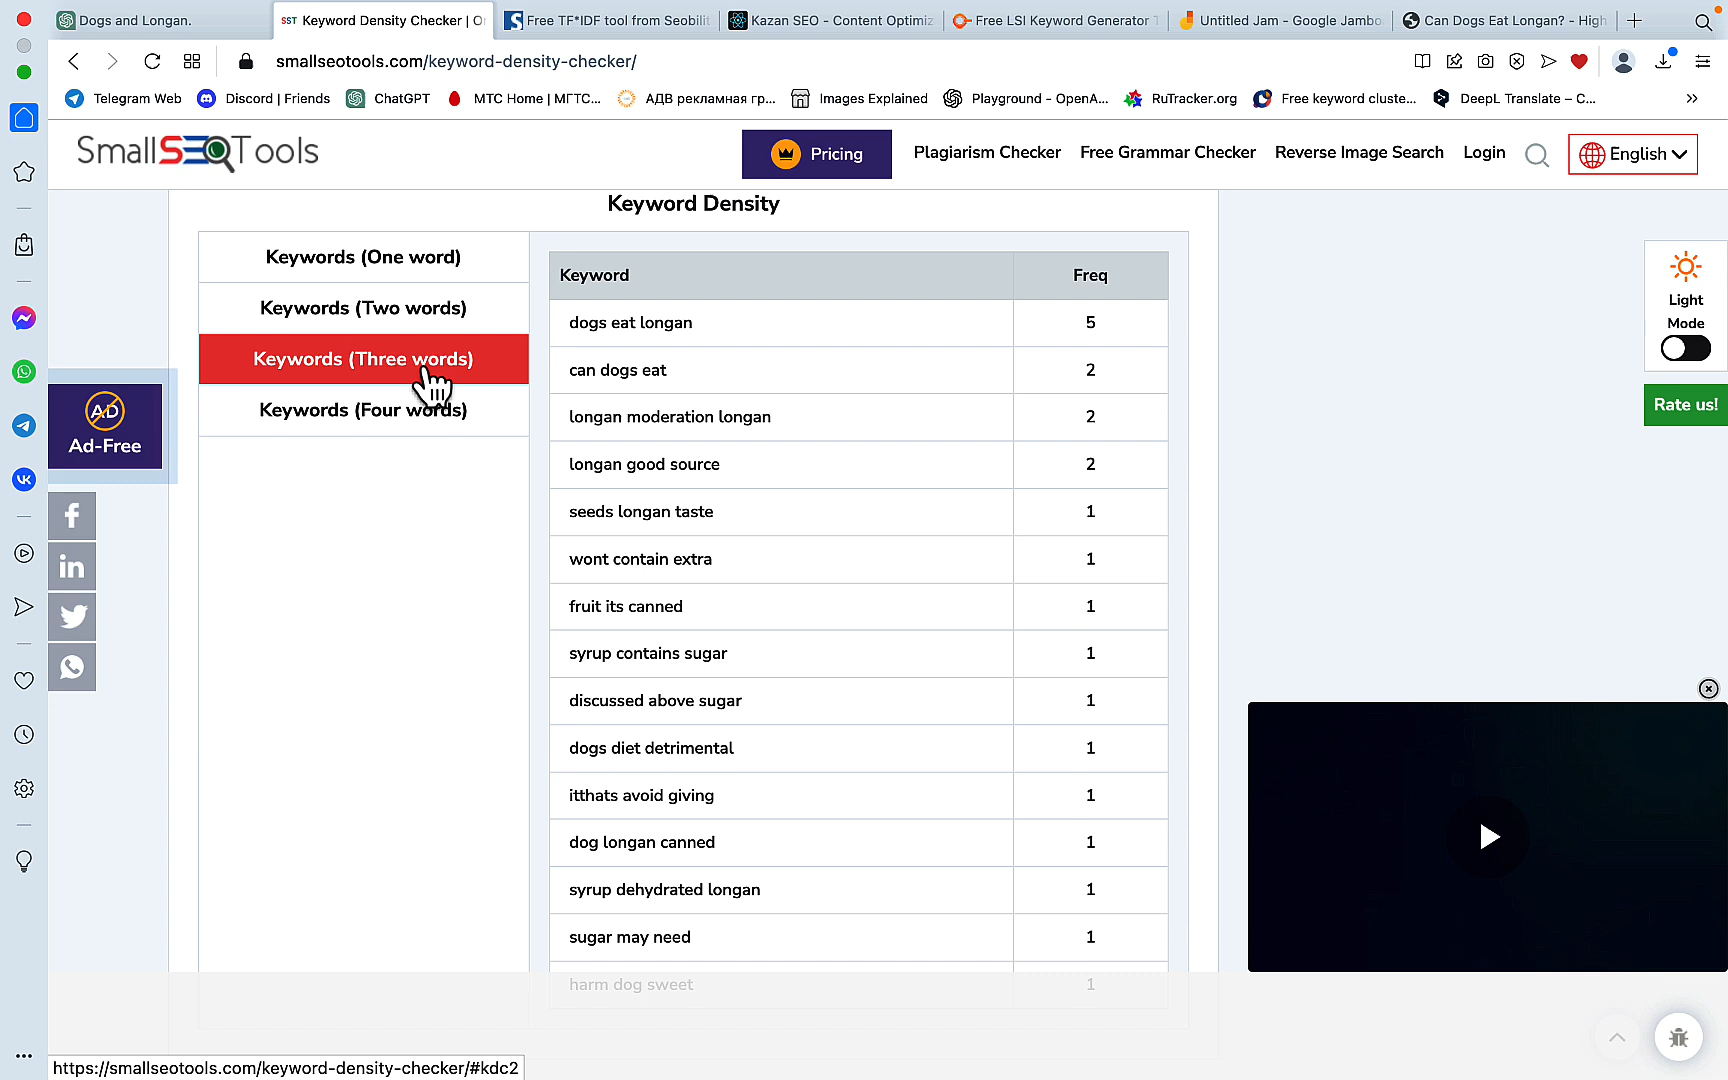 Dogs and Longan.
SST Keyword Density Checker | Or
Free TF*IDF tool from Seobilit
Kazan SEO - Content Optimiz
Free LSI Keyword Generator T
Untitled Jam - Google Jambo
Can Dogs Eat Longan? - High
smallseotools.com/keyword-density-checker/
Telegram Web
Discord | Friends
ChatGPT
МТС Home | МГТС...
АДВ рекламная гр...
Images Explained
Playground - OpenA...
RuTracker.org
Free keyword cluste...
DeepL Translate – C...
SmallSEOTools
Pricing
Plagiarism Checker
Free Grammar Checker
Reverse Image Search
Login
English
Keyword Density
Keywords (One word)
Keywords (Two words)
Keywords (Three words)
Keywords (Four words)
Keyword Freq
dogs eat longan 5
can dogs eat 2
longan moderation longan 2
longan good source 2
seeds longan taste 1
wont contain extra 1
fruit its canned 1
syrup contains sugar 1
discussed above sugar 1
dogs diet detrimental 1
itthats avoid giving 1
dog longan canned 1
syrup dehydrated longan 1
sugar may need 1
harm dog sweet 1
Light
Mode
Rate us!
AD
Ad-Free
https://smallseotools.com/keyword-density-checker/#kdc2